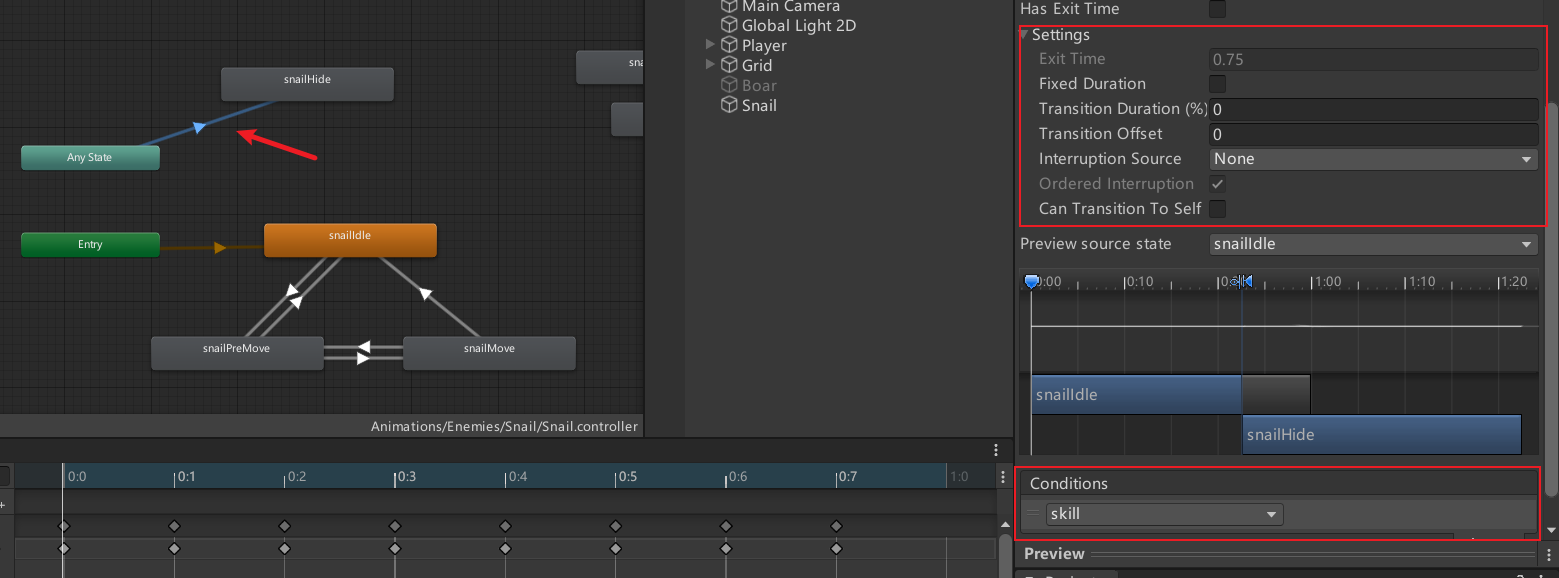 Main Camera
Global Light 2D
Player
Grid
Boar
Snail
snailHide
Any State
Entry
snailIdle
snailPreMove
snailMove
Animations/Enemies/Snail/Snail.controller
0:0 0:1 0:2 0:3 0:4 0:5 0:6 0:7 1:0
Has Exit Time
Settings
Exit Time 0.75
Fixed Duration
Transition Duration (%) 0
Transition Offset 0
Interruption Source None
Ordered Interruption
Can Transition To Self
Preview source state snailIdle
0:00 0:10 1:00 1:10 1:20
snailIdle
snailHide
Conditions
skill
Preview